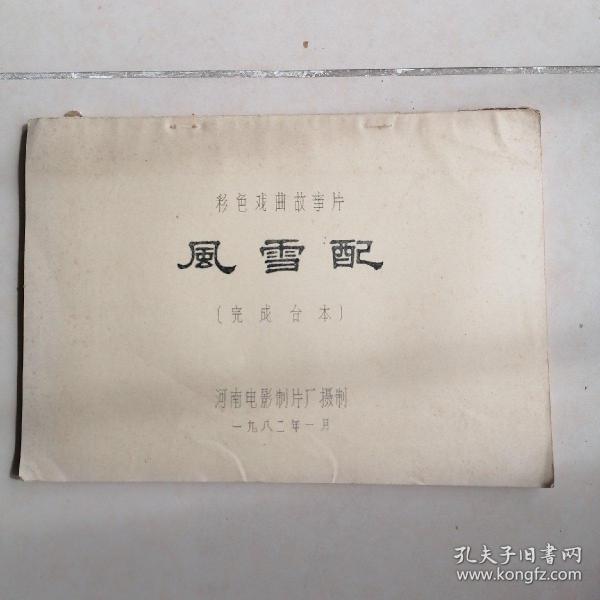 彩色戏曲故事片
風雪配
(完成台本)
河南电影制片厂摄制
一九八二年一月
孔夫子旧书网
www.kongfz.com